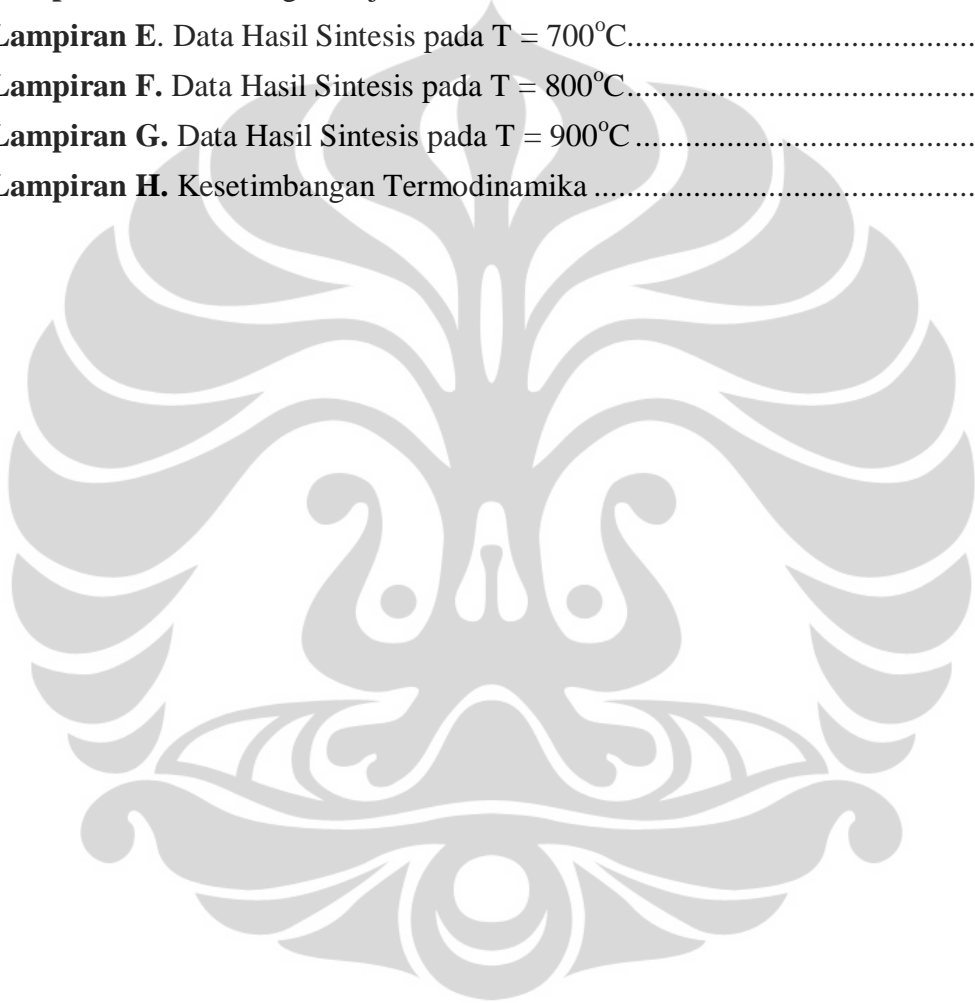 Lampiran E. Data Hasil Sintesis pada T = 700°C....................................
Lampiran F. Data Hasil Sintesis pada T = 800°C....................................
Lampiran G. Data Hasil Sintesis pada T = 900°C ...................................
Lampiran H. Kesetimbangan Termodinamika .......................................